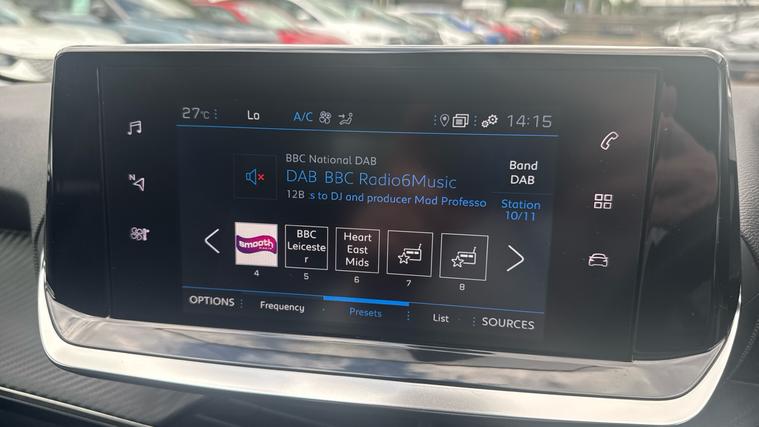 27°C
Lo
A/C
14:15
N
BBC National DAB
DAB BBC Radio6Music
12B s to DJ and producer Mad Professo
Band
DAB
Station
10/11
smooth
BBC
Leiceste
r
Heart
East
Mids
4
5
6
7
8
OPTIONS
Frequency
Presets
List
SOURCES